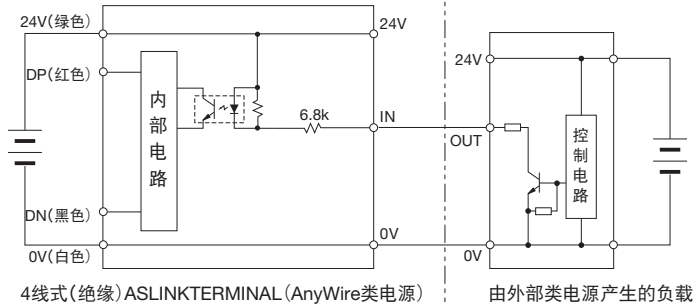 24V(绿色)
24V
DP(红色)
内部电路
6.8k
IN
DN(黑色)
0V
0V(白色)
24V
OUT
控制电路
0V
4线式(绝缘)ASLINKTERMINAL(AnyWire类电源)
由外部类电源产生的负载